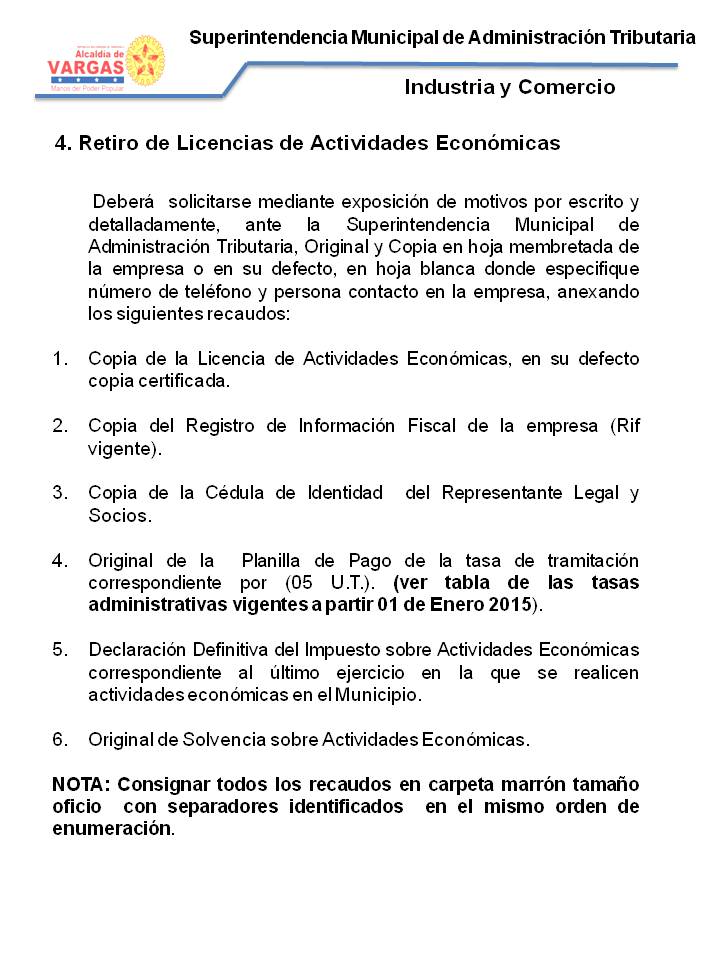 Superintendencia Municipal de Administración Tributaria
Alcaldía de
VARGAS
Manos del Poder Popular
Industria y Comercio
4. Retiro de Licencias de Actividades Económicas
Deberá solicitarse mediante exposición de motivos por escrito y
detalladamente, ante la Superintendencia Municipal de
Administración Tributaria, Original y Copia en hoja membretada de
la empresa o en su defecto, en hoja blanca donde especifique
número de teléfono y persona contacto en la empresa, anexando
los siguientes recaudos:
1. Copia de la Licencia de Actividades Económicas, en su defecto
copia certificada.
2. Copia del Registro de Información Fiscal de la empresa (Rif
vigente).
3. Copia de la Cédula de Identidad del Representante Legal y
Socios.
4. Original de la Planilla de Pago de la tasa de tramitación
correspondiente por (05 U.T.). (ver tabla de las tasas
administrativas vigentes a partir 01 de Enero 2015).
5. Declaración Definitiva del Impuesto sobre Actividades Económicas
correspondiente al último ejercicio en la que se realicen
actividades económicas en el Municipio.
6. Original de Solvencia sobre Actividades Económicas.
NOTA: Consignar todos los recaudos en carpeta marrón tamaño
oficio con separadores identificados en el mismo orden de
enumeración.